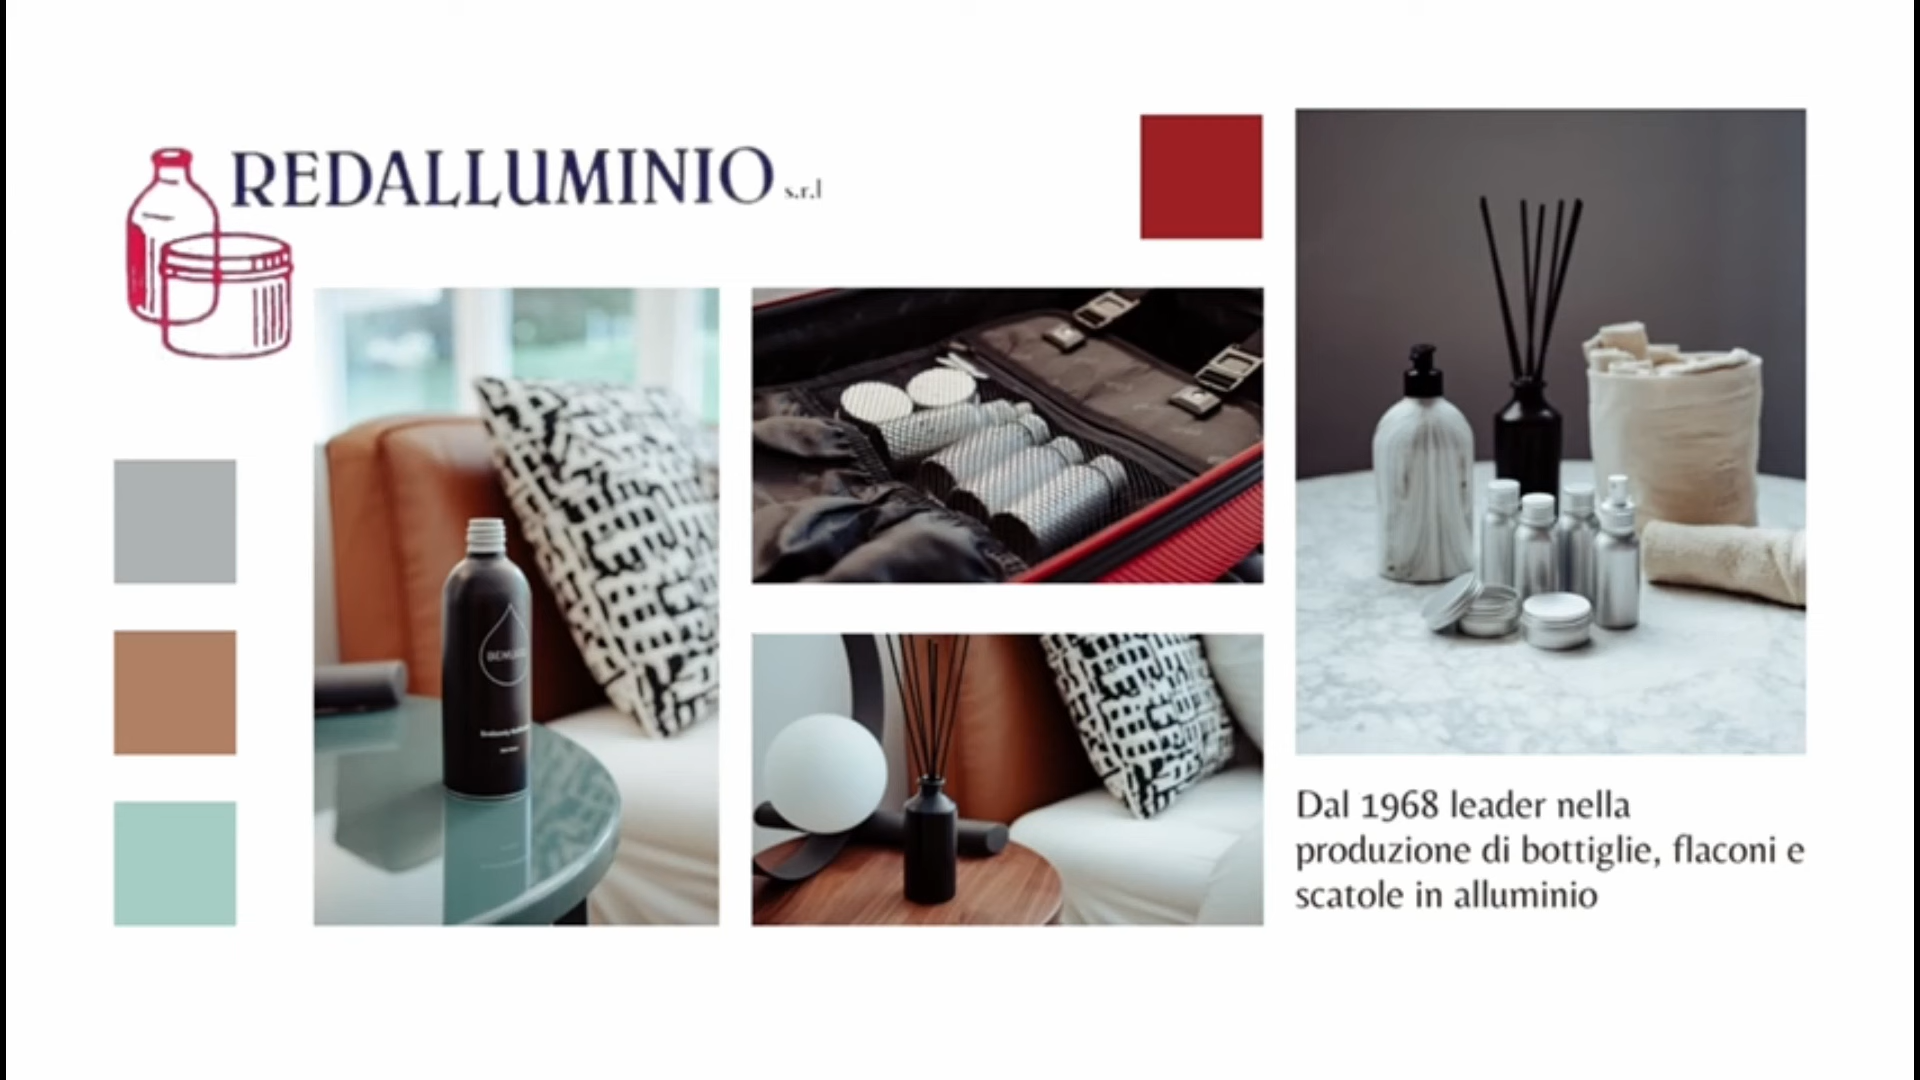 REDALLUMINIO s.r.l
Dal 1968 leader nella
produzione di bottiglie, flaconi e
scatole in alluminio